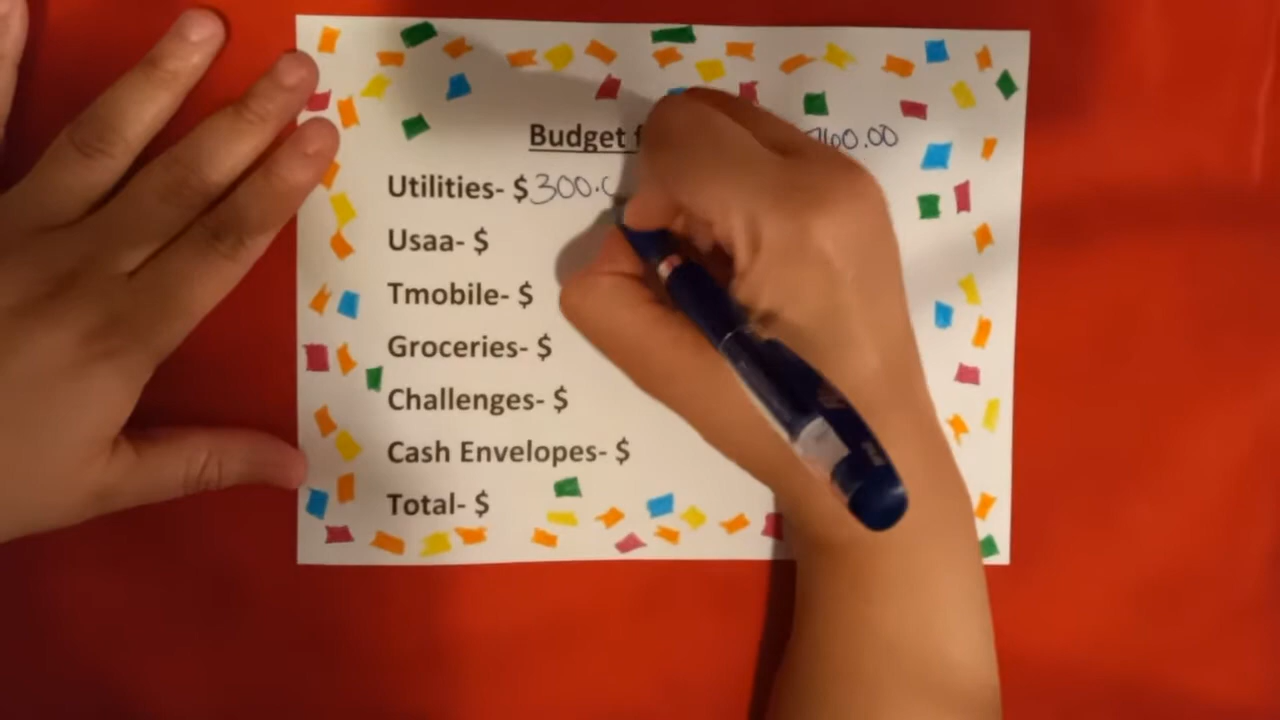 Budget
Utilities- $300.
Usaa- $
Tmobile- $
Groceries- $
Challenges- $
Cash Envelopes- $
Total- $